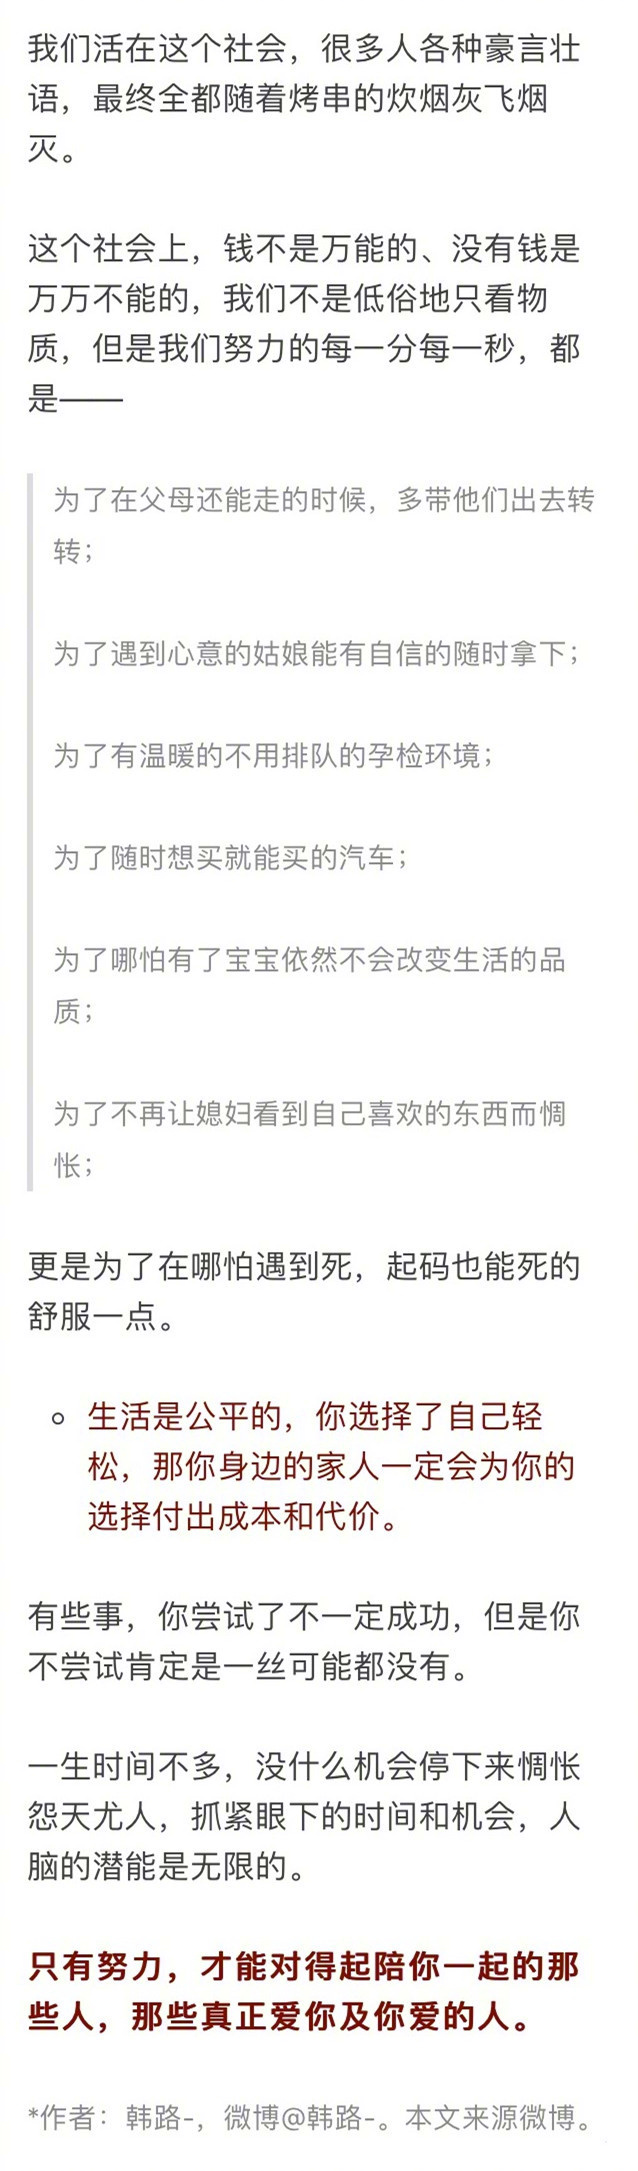 我们活在这个社会，很多人各种豪言壮
语，最终全都随着烤串的炊烟灰飞烟
灭。
这个社会上，钱不是万能的、没有钱是
万万不能的，我们不是低俗地只看物
质，但是我们努力的每一分每一秒，都
是——
为了在父母还能走的时候，多带他们出去转
转；
为了遇到心意的姑娘能有自信的随时拿下；
为了有温暖的不用排队的孕检环境；
为了随时想买就能买的汽车；
为了哪怕有了宝宝依然不会改变生活的品
质；
为了不再让媳妇看到自己喜欢的东西而惆
怅；
更是为了在哪怕遇到死，起码也能死的
舒服一点。
生活是公平的，你选择了自己轻
松，那你身边的家人一定会为你的
选择付出成本和代价。
有些事，你尝试了不一定成功，但是你
不尝试肯定是一丝可能都没有。
一生时间不多，没什么机会停下来惆怅
怨天尤人，抓紧眼下的时间和机会，人
脑的潜能是无限的。
只有努力，才能对得起陪你一起的那
些人，那些真正爱你及你爱的人。
*作者：韩路-，微博@韩路-。本文来源微博。